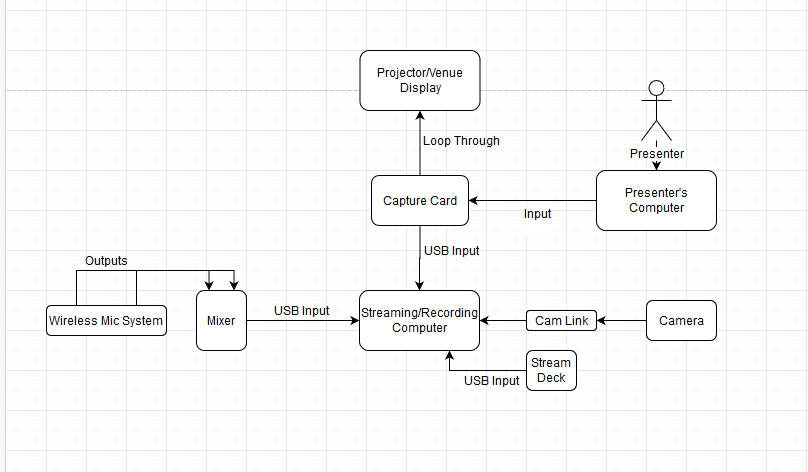 Projector/Venue
Display
Loop Through
Presenter
Capture Card
Input
Presenter's
Computer
USB Input
Outputs
Wireless Mic System
Mixer
USB Input
Streaming/Recording
Computer
Cam Link
Camera
USB Input
Stream
Deck